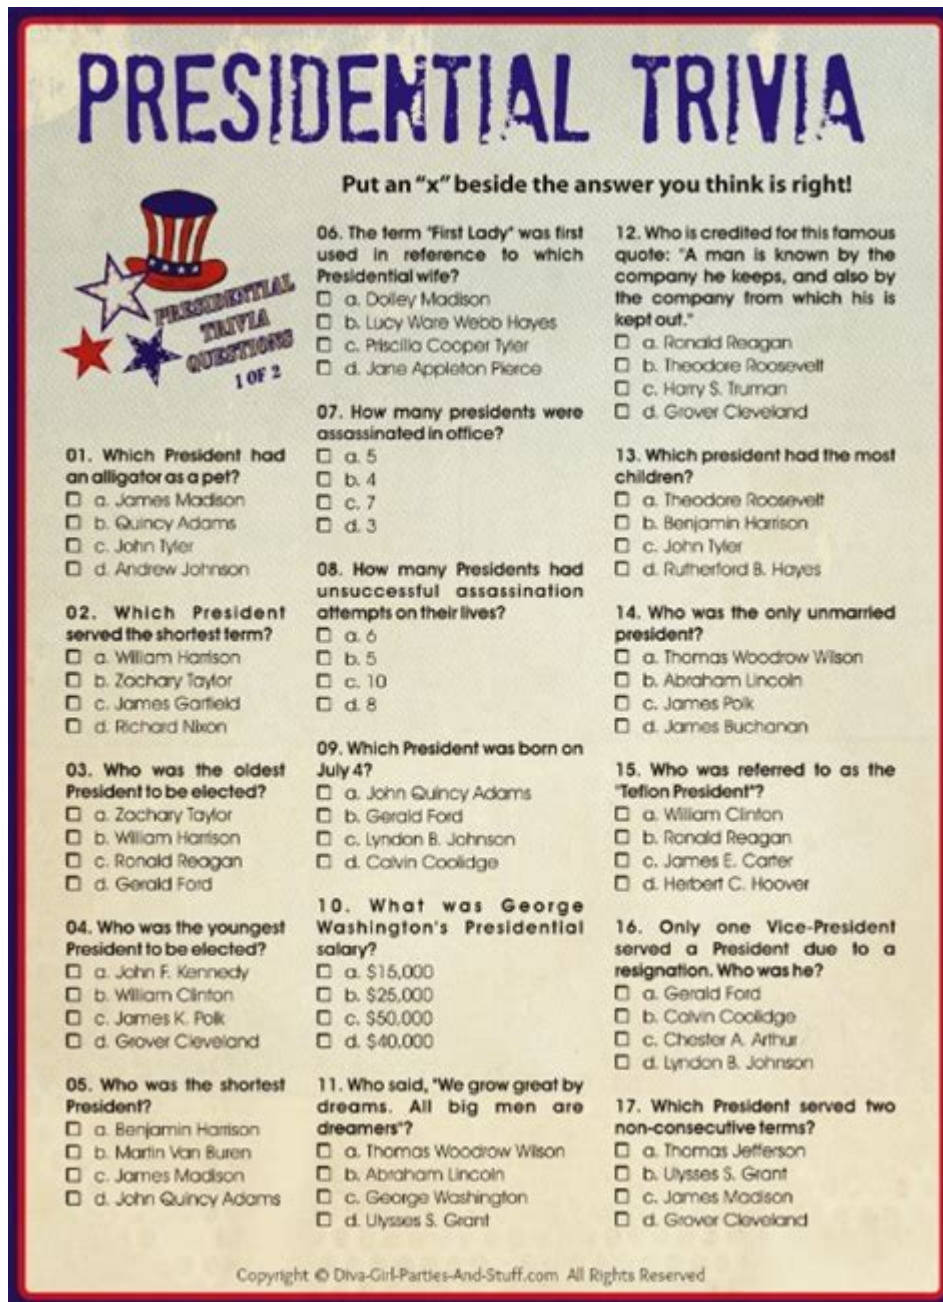 PRESIDENTIAL TRIVIA
Put an "x" beside the answer you think is right!
PRESIDENTIAL
TRIVIA
QUESTIONS
1 OF 2
01. Which President had
an alligator as a pet?
a. James Madison
b. Quincy Adams
c. John Tyler
d. Andrew Johnson
02. Which President
served the shortest term?
a. William Harrison
b. Zachary Taylor
c. James Garfield
d. Richard Nixon
03. Who was the oldest
President to be elected?
a. Zachary Taylor
b. William Harrison
c. Ronald Reagan
d. Gerald Ford
04. Who was the youngest
President to be elected?
a. John F. Kennedy
b. William Clinton
c. James K. Polk
d. Grover Cleveland
05. Who was the shortest
President?
a. Benjamin Harrison
b. Martin Van Buren
c. James Madison
d. John Quincy Adams
06. The term "First Lady" was first
used in reference to which
Presidential wife?
a. Dolley Madison
b. Lucy Ware Webb Hayes
c. Priscilla Cooper Tyler
d. Jane Appleton Pierce
07. How many presidents were
assassinated in office?
a. 5
b. 4
c. 7
d. 3
08. How many Presidents had
unsuccessful assassination
attempts on their lives?
a. 6
b. 5
c. 10
d. 8
09. Which President was born on
July 4?
a. John Quincy Adams
b. Gerald Ford
c. Lyndon B. Johnson
d. Calvin Coolidge
10. What was George
Washington's Presidential
salary?
a. $15,000
b. $25,000
c. $50,000
d. $40,000
11. Who said, "We grow great by
dreams. All big men are
dreamers"?
a. Thomas Woodrow Wilson
b. Abraham Lincoln
c. George Washington
d. Ulysses S. Grant
12. Who is credited for this famous
quote: "A man is known by the
company he keeps, and also by
the company from which his is
kept out."
a. Ronald Reagan
b. Theodore Roosevelt
c. Harry S. Truman
d. Grover Cleveland
13. Which president had the most
children?
a. Theodore Roosevelt
b. Benjamin Harrison
c. John Tyler
d. Rutherford B. Hayes
14. Who was the only unmarried
president?
a. Thomas Woodrow Wilson
b. Abraham Lincoln
c. James Polk
d. James Buchanan
15. Who was referred to as the
"Teflon President"?
a. William Clinton
b. Ronald Reagan
c. James E. Carter
d. Herbert C. Hoover
16. Only one Vice-President
served a President due to a
resignation. Who was he?
a. Gerald Ford
b. Calvin Coolidge
c. Chester A. Arthur
d. Lyndon B. Johnson
17. Which President served two
non-consecutive terms?
a. Thomas Jefferson
b. Ulysses S. Grant
c. James Madison
d. Grover Cleveland
Copyright © Diva-Girl-Parties-And-Stuff.com All Rights Reserved